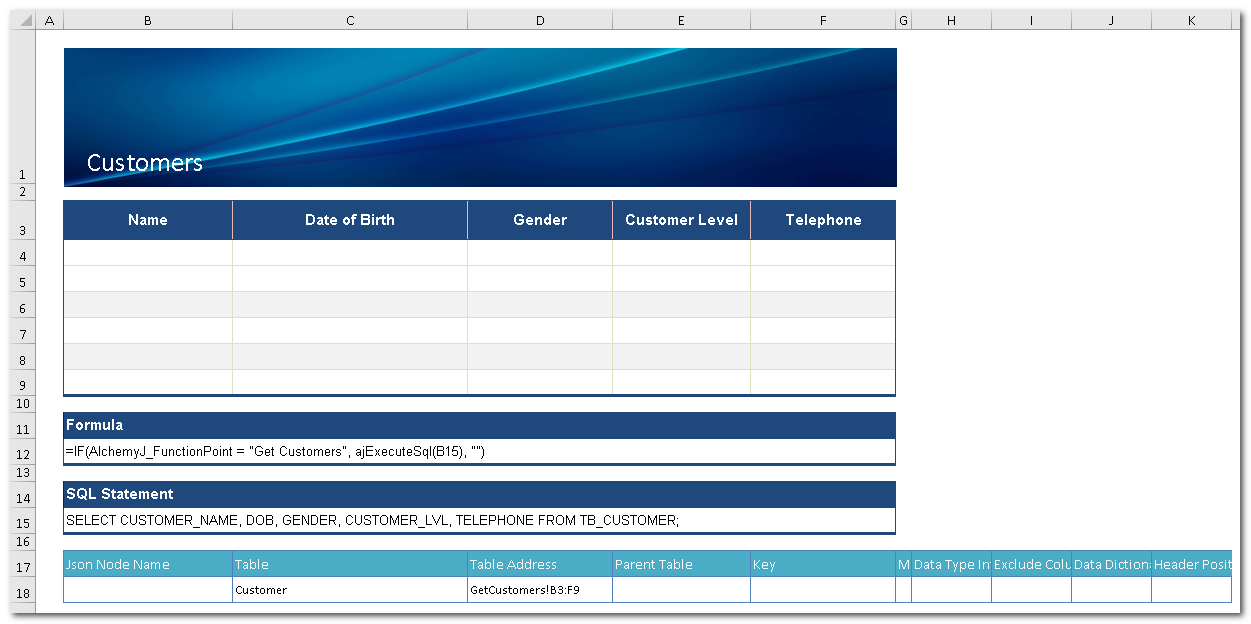 A B C D E F G H I J K
1 Customers
2
3 Name Date of Birth Gender Customer Level Telephone
4
5
6
7
8
9
10
11 Formula
12 =IF(AlchemyJ_FunctionPoint = "Get Customers", ajExecuteSql(B15), "")
13
14 SQL Statement
15 SELECT CUSTOMER_NAME, DOB, GENDER, CUSTOMER_LVL, TELEPHONE FROM TB_CUSTOMER;
16
17 Json Node Name Table Table Address Parent Table Key M Data Type In Exclude Colu Data Diction Header Posit
18 Customer GetCustomers!B3:F9